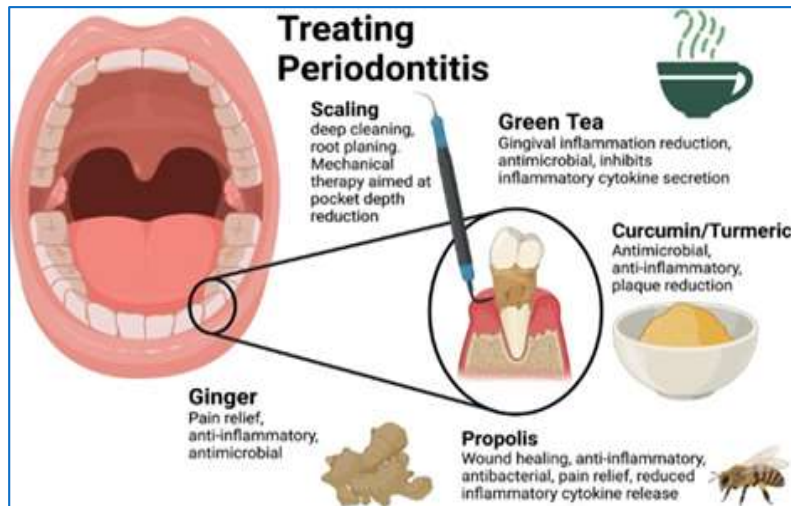 Treating
Periodontitis
Scaling
deep cleaning,
root planing.
Mechanical
therapy aimed at
pocket depth
reduction
Green Tea
Gingival inflammation reduction,
antimicrobial, inhibits
inflammatory cytokine secretion
Curcumin/Turmeric
Antimicrobial,
anti-inflammatory,
plaque reduction
Ginger
Pain relief,
anti-inflammatory,
antimicrobial
Propolis
Wound healing, anti-inflammatory,
antibacterial, pain relief, reduced
inflammatory cytokine release